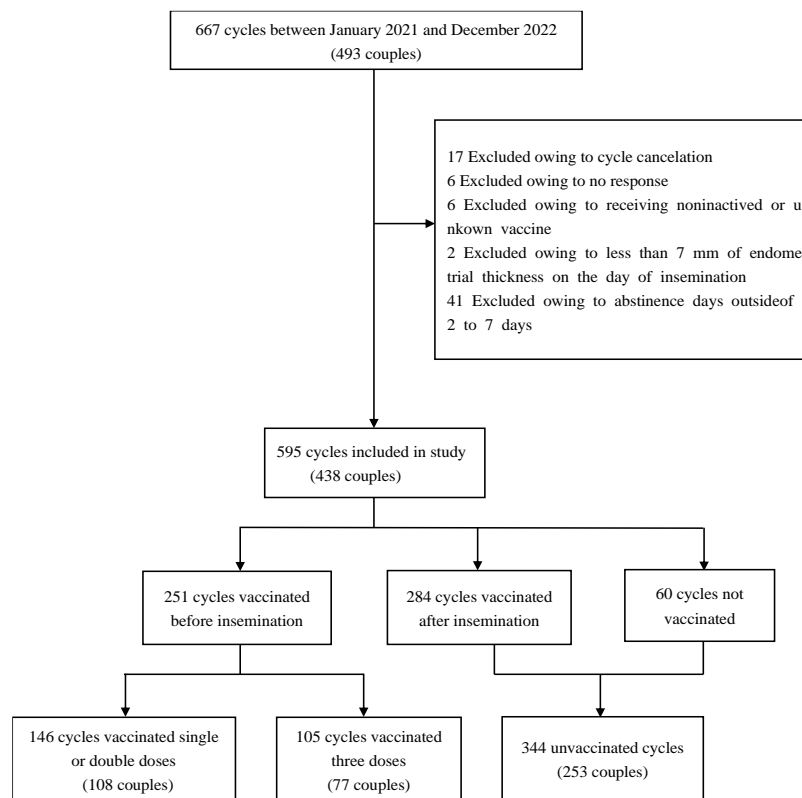 667 cycles between January 2021 and December 2022
(493 couples)
17 Excluded owing to cycle cancelation
6 Excluded owing to no response
6 Excluded owing to receiving noninactived or u
nkown vaccine
2 Excluded owing to less than 7 mm of endome
trial thickness on the day of insemination
41 Excluded owing to abstinence days outsideof
2 to 7 days
595 cycles included in study
(438 couples)
251 cycles vaccinated
before insemination
284 cycles vaccinated
after insemination
60 cycles not
vaccinated
146 cycles vaccinated single
or double doses
(108 couples)
105 cycles vaccinated
three doses
(77 couples)
344 unvaccinated cycles
(253 couples)